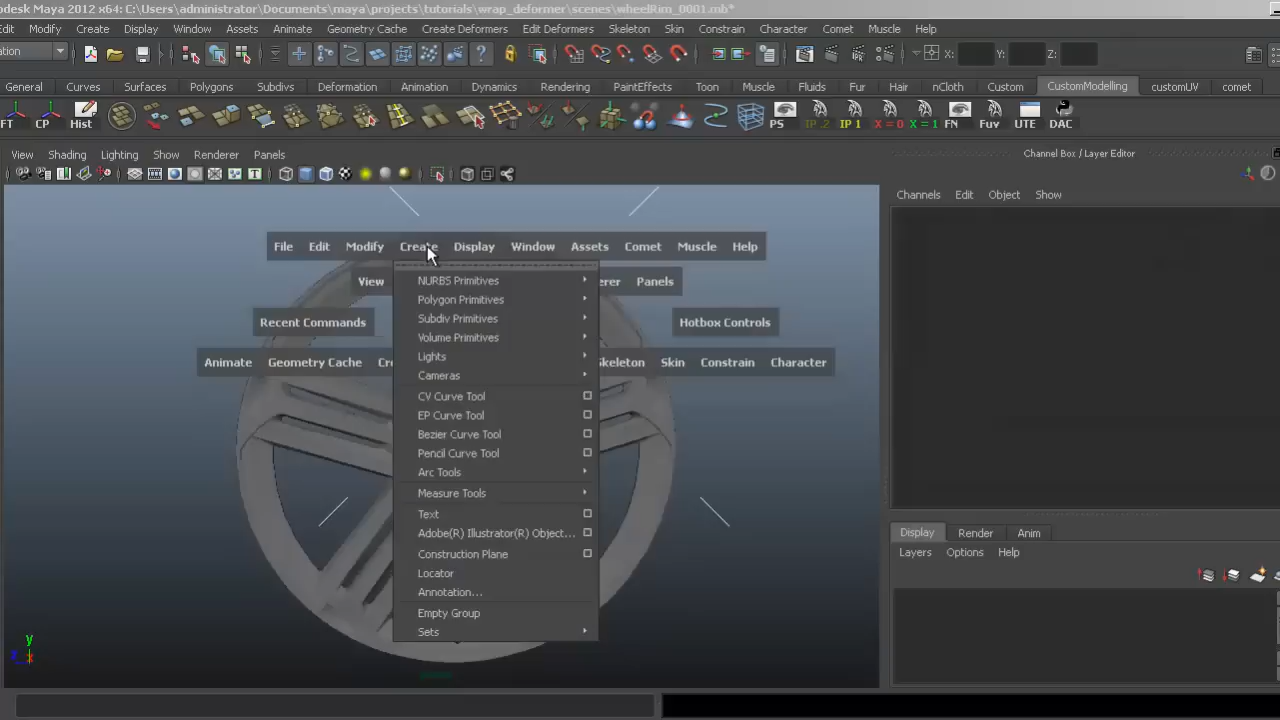 odesk Maya 2012 x64: C:\Users\administrator\Documents\maya\projects\tutorials\wrap_deformer\scenes\wheelRim_0001.mb*
Edit Modify Create Display Window Assets Animate Geometry Cache Create Deformers Edit Deformers Skeleton Skin Constrain Character Comet Muscle Help
ation X: Y: Z:
General Curves Surfaces Polygons Subdivs Deformation Animation Dynamics Rendering PaintEffects Toon Muscle Fluids Fur Hair nCloth Custom CustomModelling customUV comet
FT CP Hist PS IP .2 IP 1 X = 0 X = 1 FN Fuv UTE DAC
View Shading Lighting Show Renderer Panels
Channel Box / Layer Editor
Channels Edit Object Show
File Edit Modify Create Display Window Assets Comet Muscle Help
View erer Panels
Recent Commands Hotbox Controls
Animate Geometry Cache Cr Skeleton Skin Constrain Character
NURBS Primitives
Polygon Primitives
Subdiv Primitives
Volume Primitives
Lights
Cameras
CV Curve Tool
EP Curve Tool
Bezier Curve Tool
Pencil Curve Tool
Arc Tools
Measure Tools
Text
Adobe(R) Illustrator(R) Object...
Construction Plane
Locator
Annotation...
Empty Group
Sets
Display Render Anim
Layers Options Help
y
x